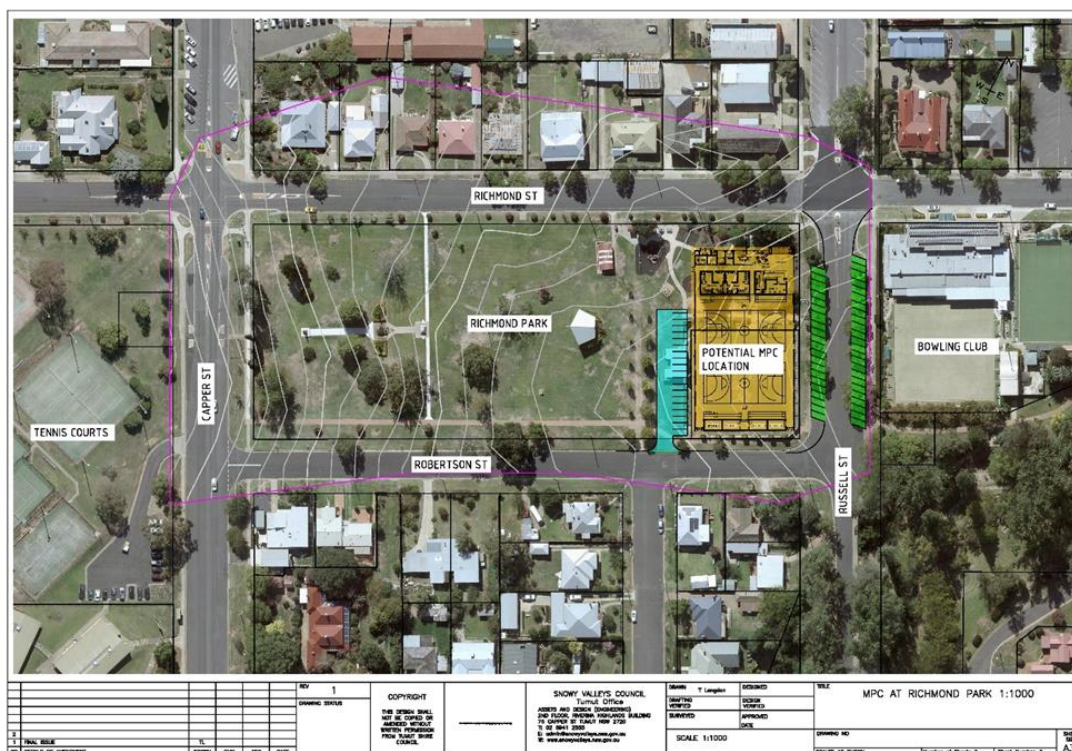 RICHMOND ST
RICHMOND PARK
POTENTIAL MPC
LOCATION
BOWLING CLUB
CAPPER ST
TENNIS COURTS
ROBERTSON ST
RUSSELL ST
REV
1
DRAWING STATUS
1 FINAL ISSUE TL
COPYRIGHT
THIS DESIGN SHALL
NOT BE COPIED OR
AMENDED WITHOUT
WRITTEN PERMISSION
FROM TUMUT SHIRE
COUNCIL.
SNOWY VALLEYS COUNCIL
Tumut Office
ASSETS AND DESIGN (ENGINEERING)
2ND FLOOR, RIVERINA HIGHLANDS BUILDING
76 CAPPER ST TUMUT NSW 2720
DRAWN T Langdon
DESIGNED
DRAFTING
VERIFIED
DESIGN
VERIFIED
SURVEYED
APPROVED
DATE
SCALE 1:1000
TITLE
MPC AT RICHMOND PARK 1:1000
DRAWING NO